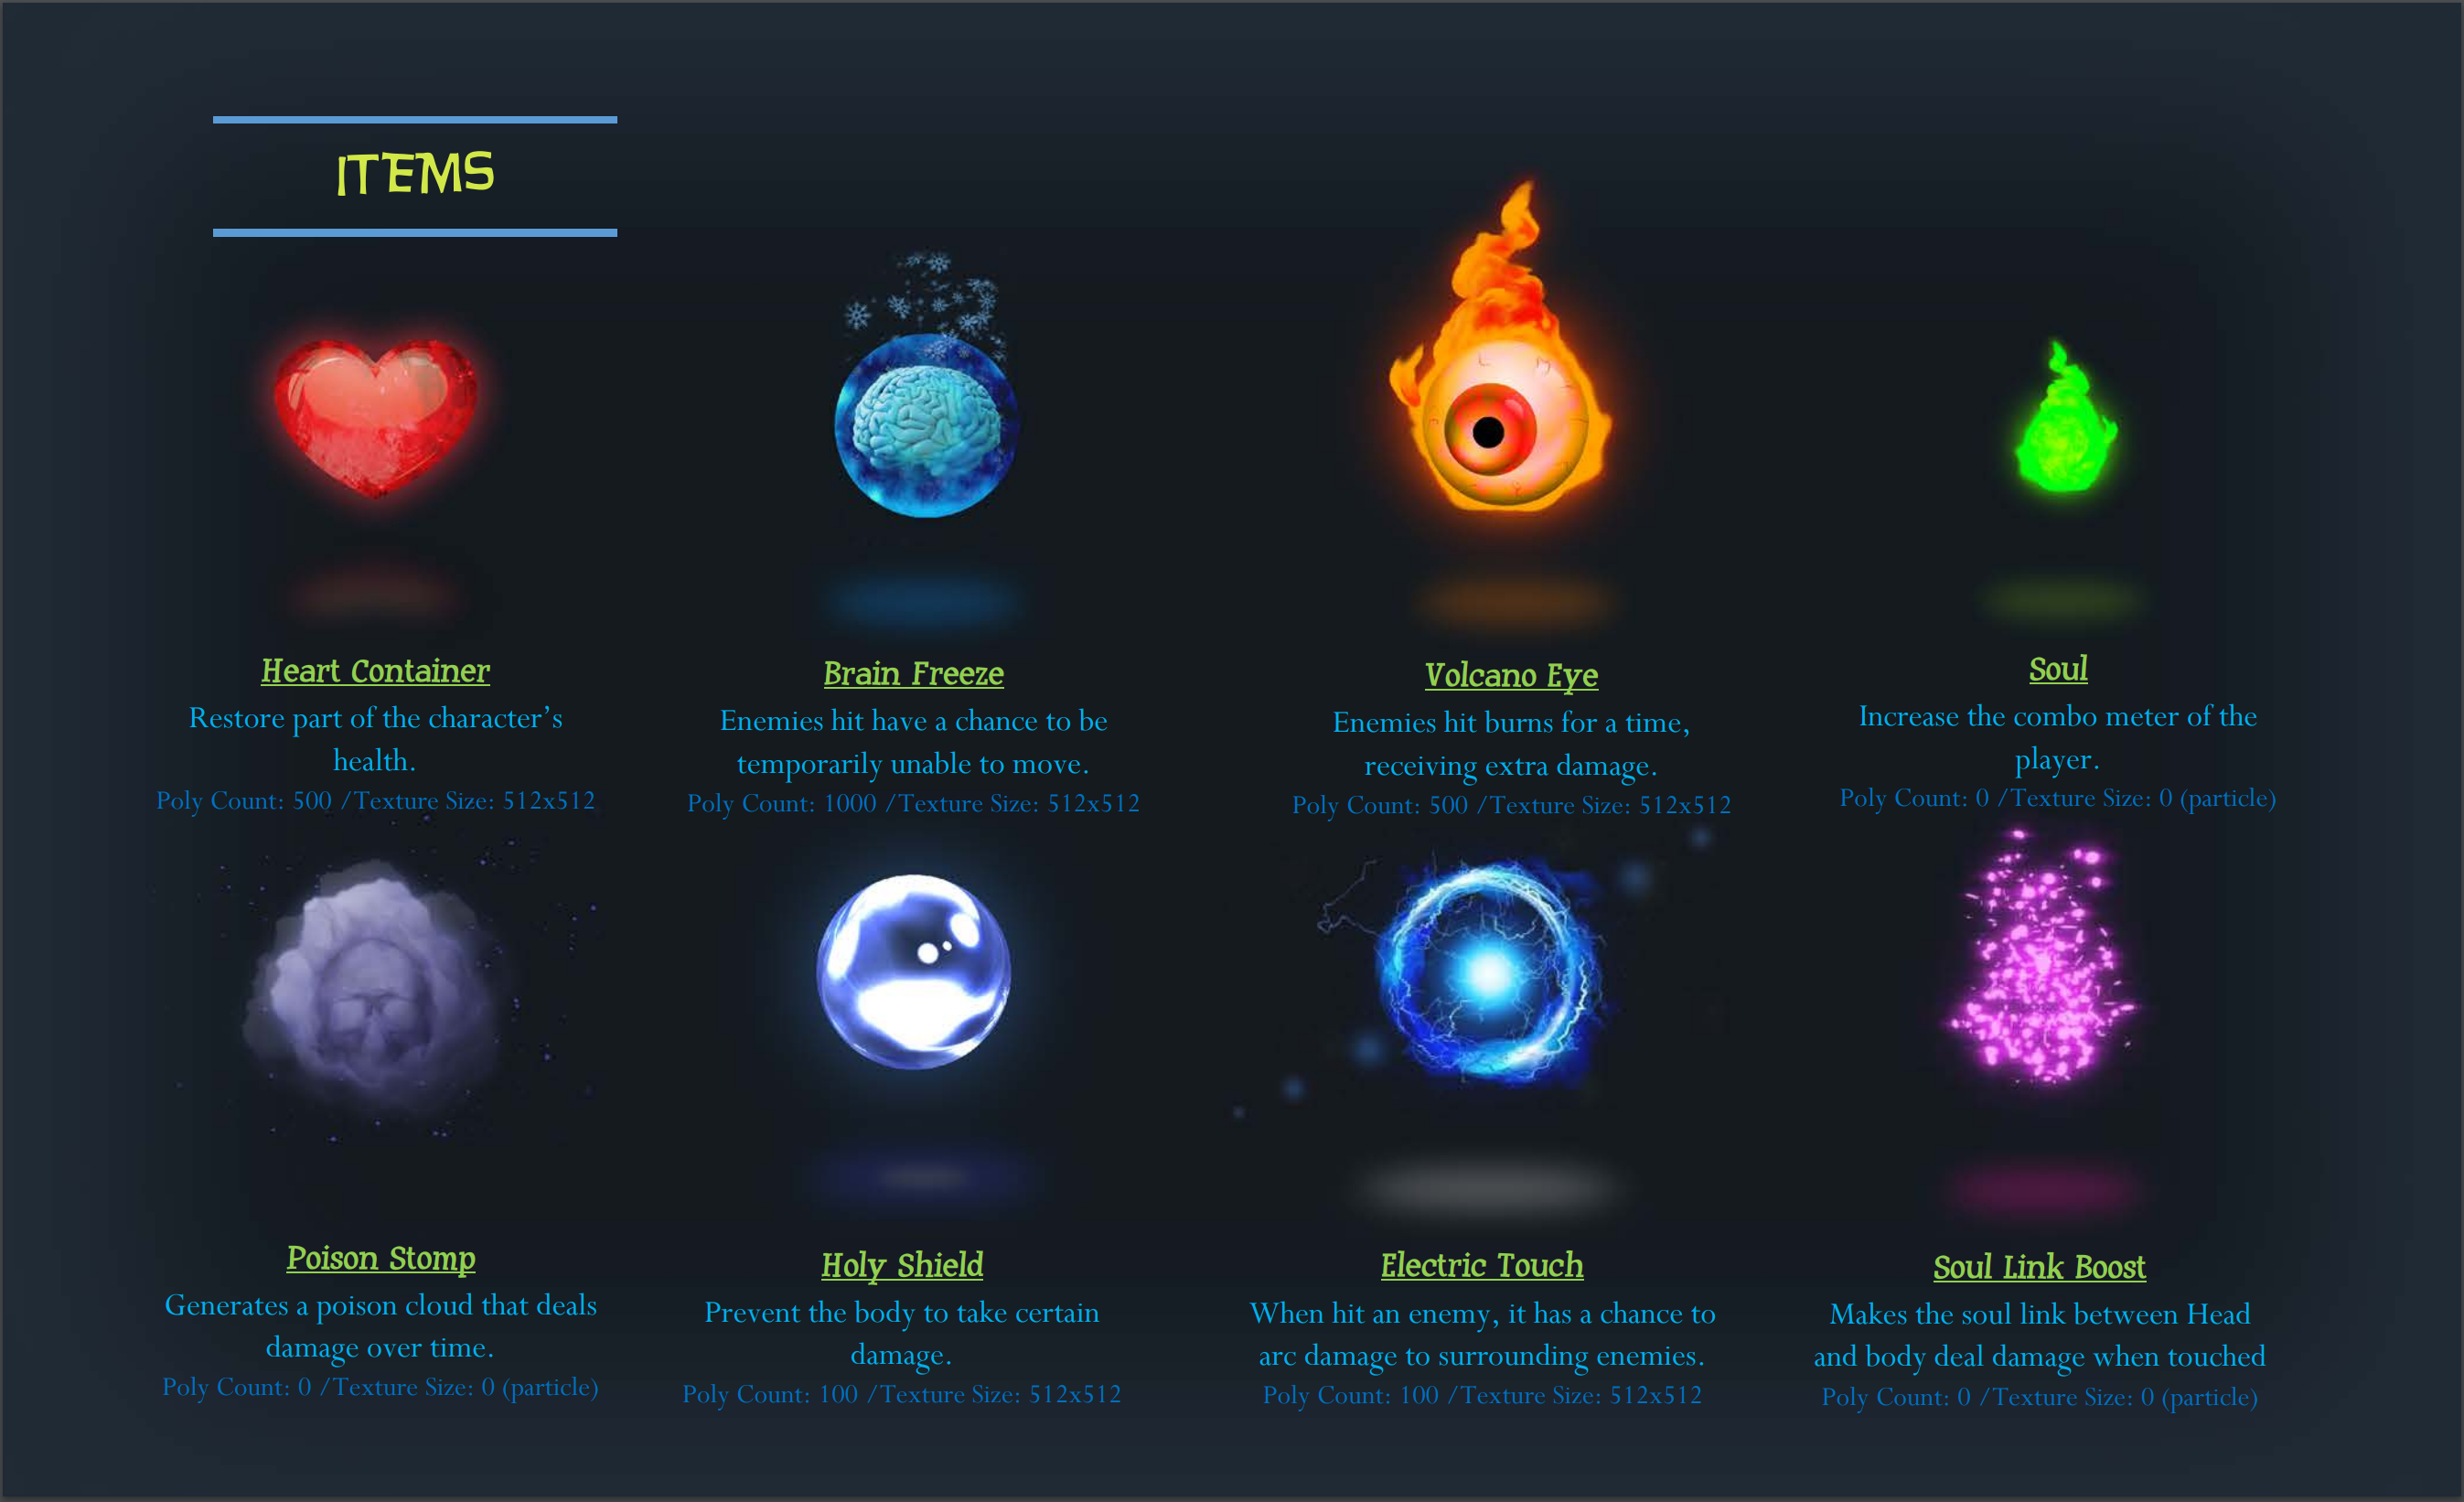 ITEMS
Heart Container
Restore part of the character's
health.
Poly Count: 500 /Texture Size: 512x512
Brain Freeze
Enemies hit have a chance to be
temporarily unable to move.
Poly Count: 1000 /Texture Size: 512x512
Volcano Eye
Enemies hit burns for a time,
receiving extra damage.
Poly Count: 500 /Texture Size: 512x512
Soul
Increase the combo meter of the
player.
Poly Count: 0 /Texture Size: 0 (particle)
Poison Stomp
Generates a poison cloud that deals
damage over time.
Poly Count: 0 /Texture Size: 0 (particle)
Holy Shield
Prevent the body to take certain
damage.
Poly Count: 100 /Texture Size: 512x512
Electric Touch
When hit an enemy, it has a chance to
arc damage to surrounding enemies.
Poly Count: 100 /Texture Size: 512x512
Soul Link Boost
Makes the soul link between Head
and body deal damage when touched
Poly Count: 0 /Texture Size: 0 (particle)